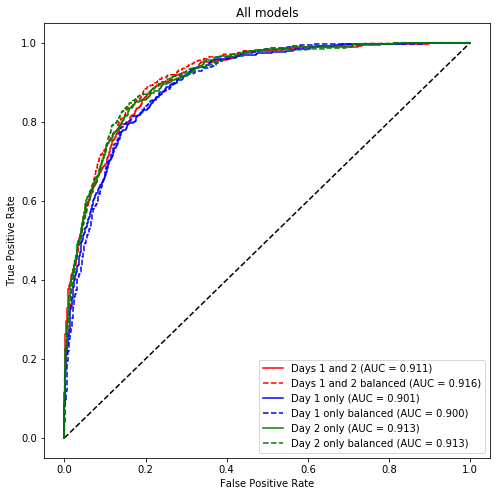 All models
True Positive Rate
1.0
0.8
0.6
0.4
0.2
0.0
Days 1 and 2 (AUC = 0.911)
Days 1 and 2 balanced (AUC = 0.916)
Day 1 only (AUC = 0.901)
Day 1 only balanced (AUC = 0.900)
Day 2 only (AUC = 0.913)
Day 2 only balanced (AUC = 0.913)
0.0 0.2 0.4 0.6 0.8 1.0
False Positive Rate